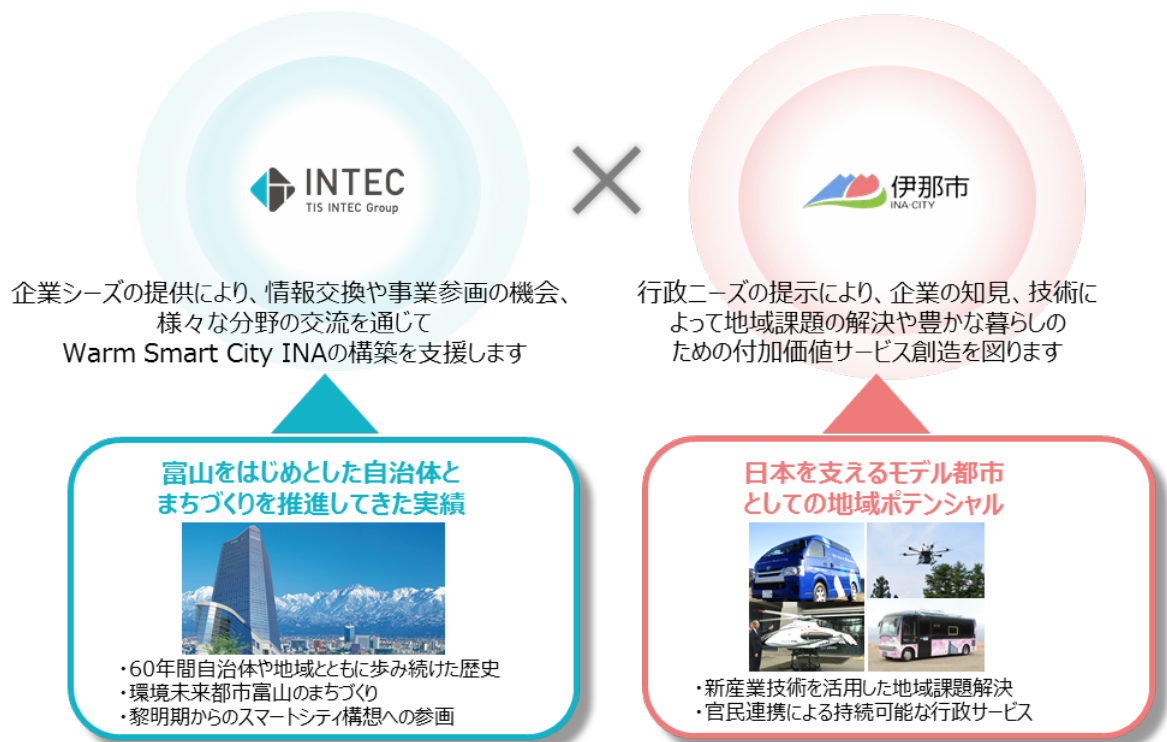 INTEC
TIS INTEC Group
伊那市
INA-CITY
企業シーズの提供により、情報交換や事業参画の機会、
様々な分野の交流を通じて
Warm Smart City INAの構築を支援します
行政ニーズの提示により、企業の知見、技術に
よって地域課題の解決や豊かな暮らしの
ための付加価値サービス創造を図ります
富山をはじめとした自治体と
まちづくりを推進してきた実績
・60年間自治体や地域とともに歩み続けた歴史
・環境未来都市富山のまちづくり
・黎明期からのスマートシティ構想への参画
日本を支えるモデル都市
としての地域ポテンシャル
・新産業技術を活用した地域課題解決
・官民連携による持続可能な行政サービス